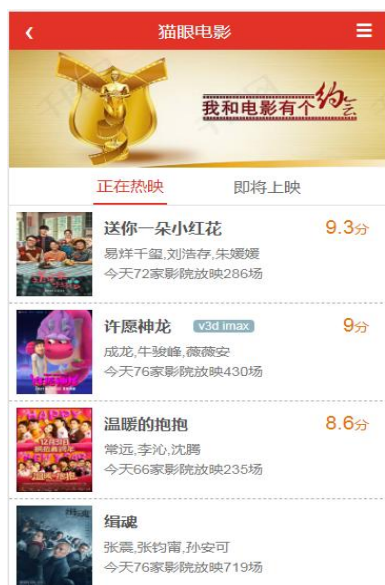 猫眼电影
我和电影有个约会
正在热映
即将上映
送你一朵小红花
9.3分
易烊千玺,刘浩存,朱媛媛
今天72家影院放映286场
许愿神龙
v3d imax
9分
成龙,牛骏峰,薇薇安
今天76家影院放映430场
温暖的抱抱
8.6分
常远,李沁,沈腾
今天66家影院放映235场
缉魂
张震,张钧甯,孙安可
今天76家影院放映719场